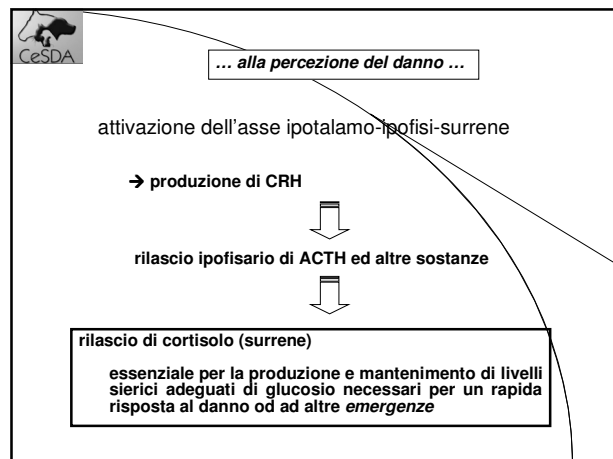 CeSDA
… alla percezione del danno …
attivazione dell'asse ipotalamo-ipofisi-surrene
➔ produzione di CRH
rilascio ipofisario di ACTH ed altre sostanze
rilascio di cortisolo (surrene)
essenziale per la produzione e mantenimento di livelli
sierici adeguati di glucosio necessari per un rapida
risposta al danno od ad altre emergenze